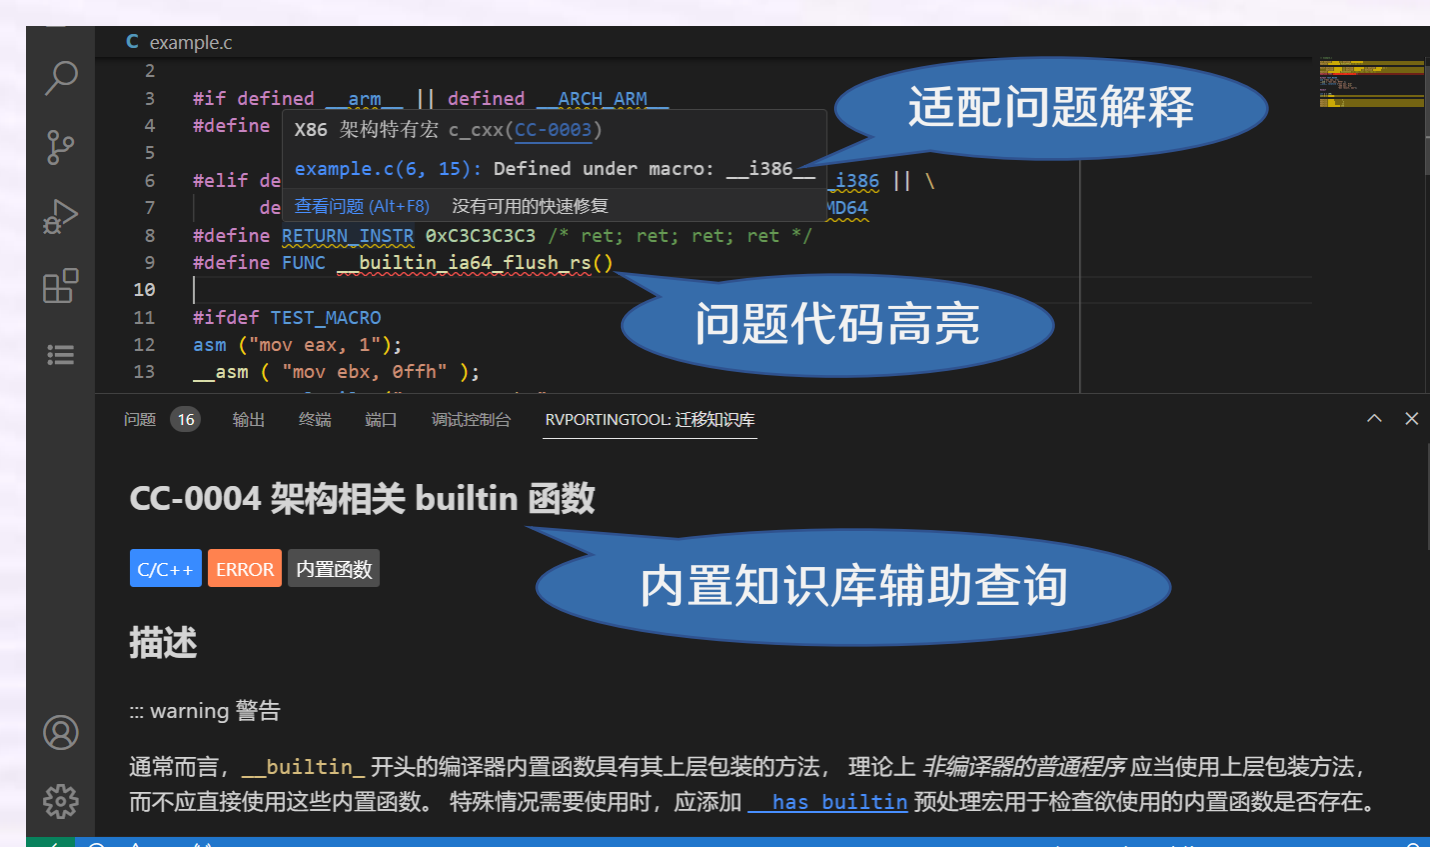 C example.c
2
3 #if defined __arm__ || defined __ARCH_ARM__
适配问题解释
4 #define
X86 架构特有宏 c_cxx(CC-0003)
5
example.c(6, 15): Defined under macro: __i386__
6 #elif de
_i386 || \
7 de
查看问题 (Alt+F8) 没有可用的快速修复
MD64
8 #define RETURN_INSTR 0xC3C3C3C3 /* ret; ret; ret; ret */
9 #define FUNC __builtin_ia64_flush_rs()
10
问题代码高亮
11 #ifdef TEST_MACRO
12 asm ("mov eax, 1");
13 __asm ( "mov ebx, 0ffh" );
问题 16 输出 终端 端口 调试控制台 RVPORTINGTOOL: 迁移知识库
CC-0004 架构相关 builtin 函数
C/C++ ERROR 内置函数
内置知识库辅助查询
描述
::: warning 警告
通常而言，__builtin_ 开头的编译器内置函数具有其上层包装的方法， 理论上 非编译器的普通程序 应当使用上层包装方法，
而不应直接使用这些内置函数。 特殊情况需要使用时，应添加 __has_builtin 预处理宏用于检查欲使用的内置函数是否存在。